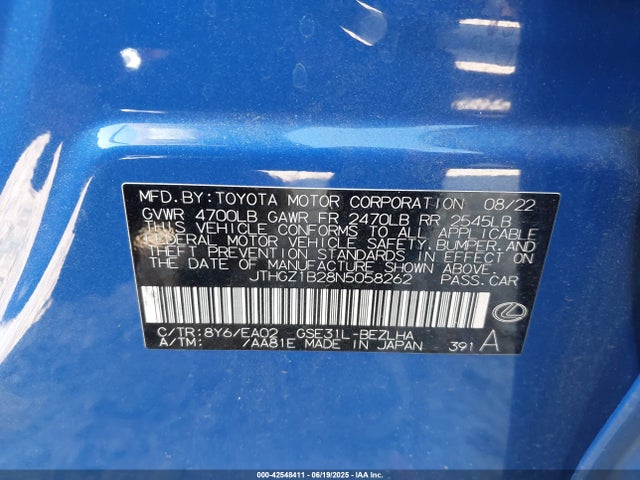 MFD.BY:TOYOTA MOTOR CORPORATION 08/22
GVWR 4700LB GAWR FR 2470LB RR 2545LB
THIS VEHICLE CONFORMS TO ALL APPLICABLE
FEDERAL MOTOR VEHICLE SAFETY, BUMPER, AND
THEFT PREVENTION STANDARDS IN EFFECT ON
THE DATE OF MANUFACTURE SHOWN ABOVE.
JTHGZ1B28N5058262 PASS.CAR
C/TR:8Y6/EA02 GSE31L-BEZLHA
A/TM: /AA81E MADE IN JAPAN 391 A
000-42548411 - 06/19/2025 - IAA Inc.